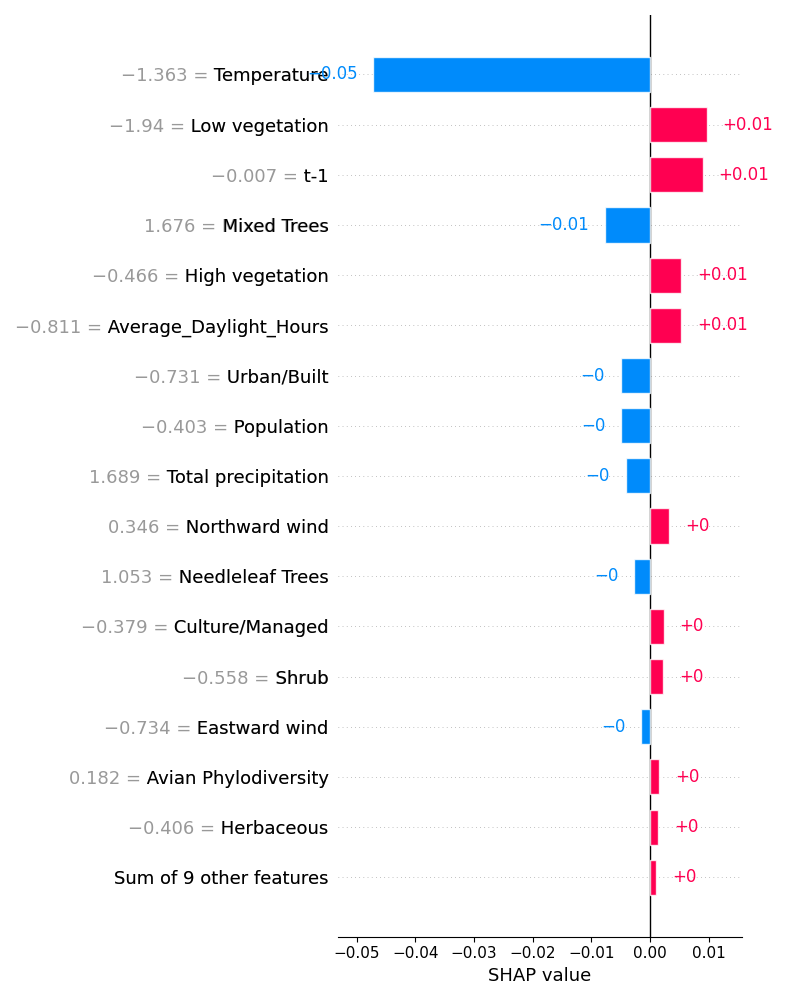 −1.363 = Temperature −0.05
−1.94 = Low vegetation +0.01
−0.007 = t-1 +0.01
1.676 = Mixed Trees −0.01
−0.466 = High vegetation +0.01
−0.811 = Average_Daylight_Hours +0.01
−0.731 = Urban/Built −0
−0.403 = Population −0
1.689 = Total precipitation −0
0.346 = Northward wind +0
1.053 = Needleleaf Trees −0
−0.379 = Culture/Managed +0
−0.558 = Shrub +0
−0.734 = Eastward wind −0
0.182 = Avian Phylodiversity +0
−0.406 = Herbaceous +0
Sum of 9 other features +0
−0.05 −0.04 −0.03 −0.02 −0.01 0.00 0.01
SHAP value